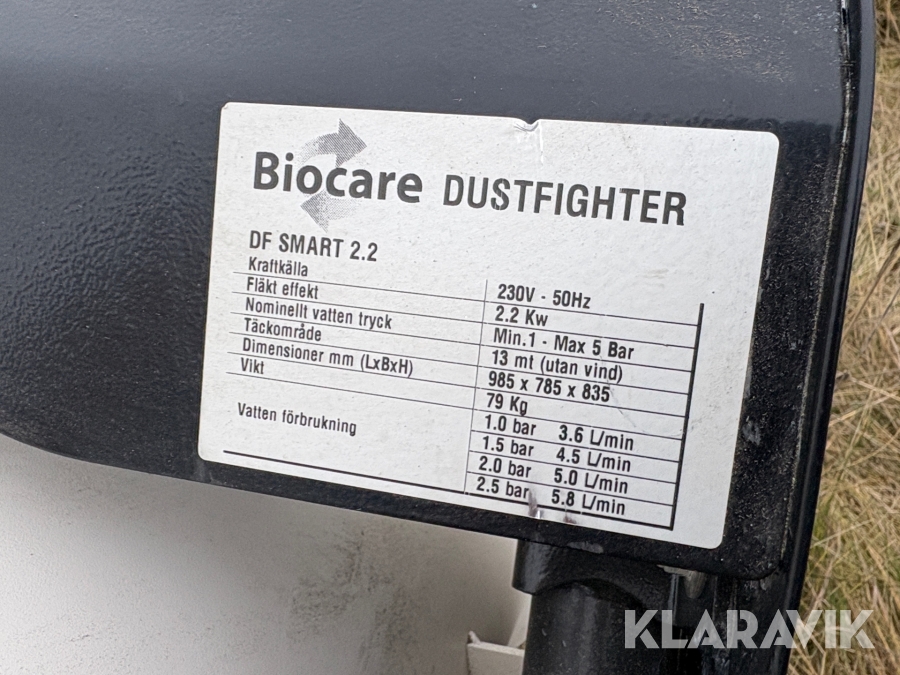 Biocare DUSTFIGHTER
DF SMART 2.2
Kraftkälla 230V - 50Hz
Fläkt effekt 2.2 Kw
Nominellt vatten tryck Min.1 - Max 5 Bar
Täckområde 13 mt (utan vind)
Dimensioner mm (LxBxH) 985 x 785 x 835
Vikt 79 Kg
Vatten förbrukning 1.0 bar 3.6 L/min
1.5 bar 4.5 L/min
2.0 bar 5.0 L/min
2.5 bar 5.8 L/min
KLARAVIK